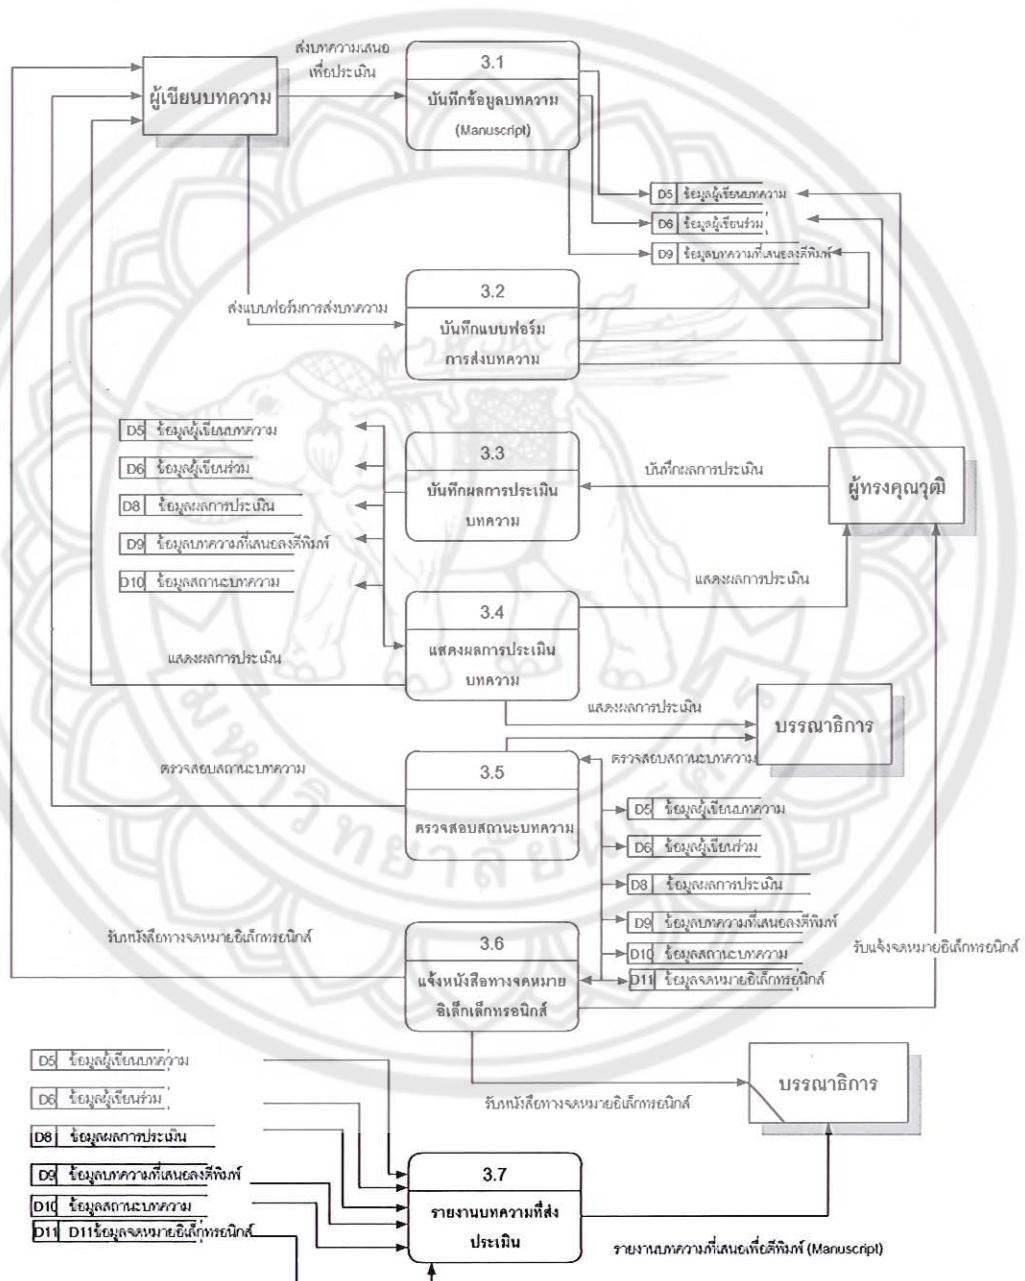 ส่งบทความเสนอ
เพื่อประเมิน
ผู้เขียนบทความ
3.1
บันทึกข้อมูลบทความ
(Manuscript)
D5 ข้อมูลผู้เขียนบทความ
D6 ข้อมูลผู้เขียนร่วม
D9 ข้อมูลบทความที่เสนอลงตีพิมพ์
ส่งแบบฟอร์มการส่งบทความ
3.2
บันทึกแบบฟอร์ม
การส่งบทความ
D5 ข้อมูลผู้เขียนบทความ
D6 ข้อมูลผู้เขียนร่วม
D8 ข้อมูลผลการประเมิน
D9 ข้อมูลบทความที่เสนอลงตีพิมพ์
D10 ข้อมูลสถานะบทความ
3.3
บันทึกผลการประเมิน
บทความ
บันทึกผลการประเมิน
ผู้ทรงคุณวุฒิ
3.4
แสดงผลการประเมิน
บทความ
แสดงผลการประเมิน
แสดงผลการประเมิน
แสดงผลการประเมิน
บรรณาธิการ
3.5
ตรวจสอบสถานะบทความ
ตรวจสอบสถานะบทความ
ตรวจสอบสถานะบทความ
D5 ข้อมูลผู้เขียนบทความ
D6 ข้อมูลผู้เขียนร่วม
D8 ข้อมูลผลการประเมิน
D9 ข้อมูลบทความที่เสนอลงตีพิมพ์
D10 ข้อมูลสถานะบทความ
D11 ข้อมูลจดหมายอิเล็กทรอนิกส์
รับหนังสือทางจดหมายอิเล็กทรอนิกส์
3.6
แจ้งหนังสือทางจดหมาย
อิเล็กเล็กทรอนิกส์
รับแจ้งจดหมายอิเล็กทรอนิกส์
รับหนังสือทางจดหมายอิเล็กทรอนิกส์
บรรณาธิการ
D5 ข้อมูลผู้เขียนบทความ
D6 ข้อมูลผู้เขียนร่วม
D8 ข้อมูลผลการประเมิน
D9 ข้อมูลบทความที่เสนอลงตีพิมพ์
D10 ข้อมูลสถานะบทความ
D11 D11ข้อมูลจดหมายอิเล็กทรอนิกส์
3.7
รายงานบทความที่ส่ง
ประเมิน
รายงานบทความที่เสนอเพื่อตีพิมพ์ (Manuscript)
มหาวิทยาลัยนเรศวร